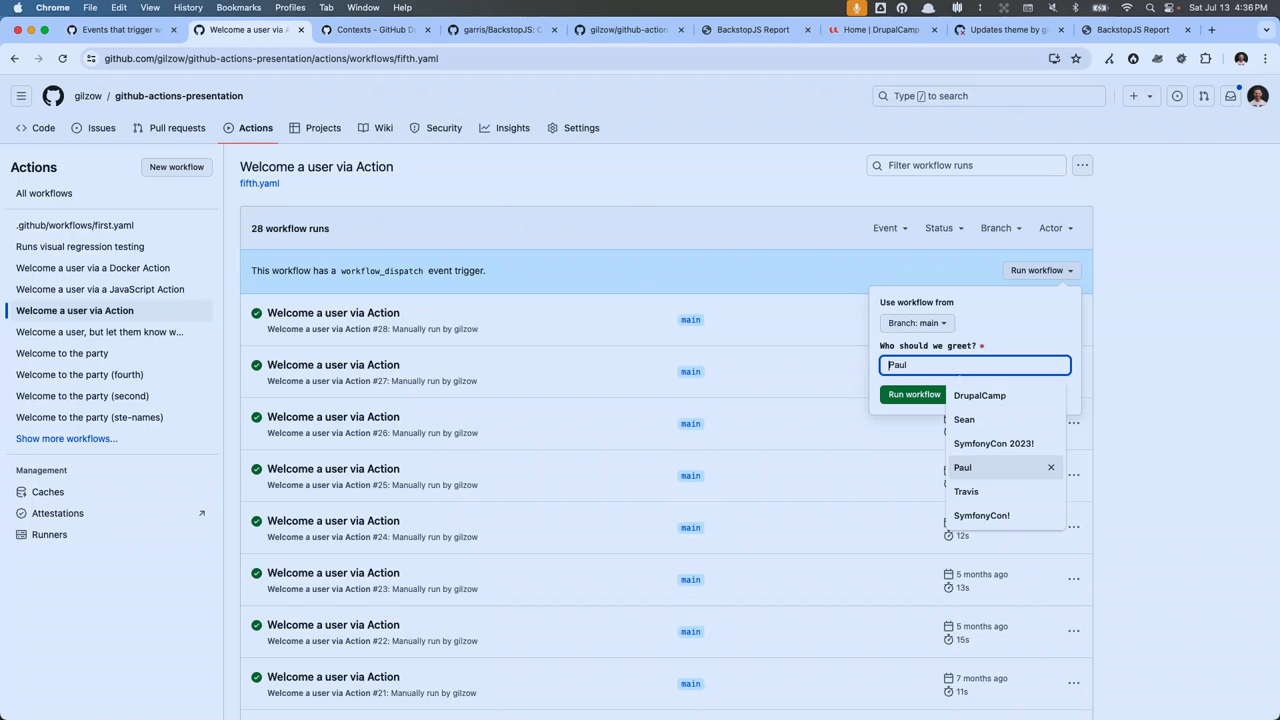 Chrome File Edit View History Bookmarks Profiles Tab Window Help Sat Jul 13 4:36 PM
Events that trigger w
Welcome a user via A
Contexts - GitHub D
garris/BackstopJS: C
gilzow/github-action
BackstopJS Report
Home | DrupalCamp
Updates theme by g
BackstopJS Report
github.com/gilzow/github-actions-presentation/actions/workflows/fifth.yaml
gilzow / github-actions-presentation
Type / to search
Code Issues Pull requests Actions Projects Wiki Security Insights Settings
Actions
New workflow
All workflows
.github/workflows/first.yaml
Runs visual regression testing
Welcome a user via a Docker Action
Welcome a user via a JavaScript Action
Welcome a user via Action
Welcome a user, but let them know w...
Welcome to the party
Welcome to the party (fourth)
Welcome to the party (second)
Welcome to the party (ste-names)
Show more workflows...
Management
Caches
Attestations
Runners
Welcome a user via Action
fifth.yaml
Filter workflow runs
28 workflow runs
Event Status Branch Actor
This workflow has a workflow_dispatch event trigger.
Run workflow
Use workflow from
Branch: main
Who should we greet? *
Paul
Run workflow
DrupalCamp
Sean
SymfonyCon 2023!
Paul
Travis
SymfonyCon!
Welcome a user via Action
Welcome a user via Action #28: Manually run by gilzow
main
Welcome a user via Action
Welcome a user via Action #27: Manually run by gilzow
main
Welcome a user via Action
Welcome a user via Action #26: Manually run by gilzow
main
Welcome a user via Action
Welcome a user via Action #25: Manually run by gilzow
main
Welcome a user via Action
Welcome a user via Action #24: Manually run by gilzow
main
12s
Welcome a user via Action
Welcome a user via Action #23: Manually run by gilzow
main
5 months ago
13s
Welcome a user via Action
Welcome a user via Action #22: Manually run by gilzow
main
5 months ago
15s
Welcome a user via Action
Welcome a user via Action #21: Manually run by gilzow
main
7 months ago
11s